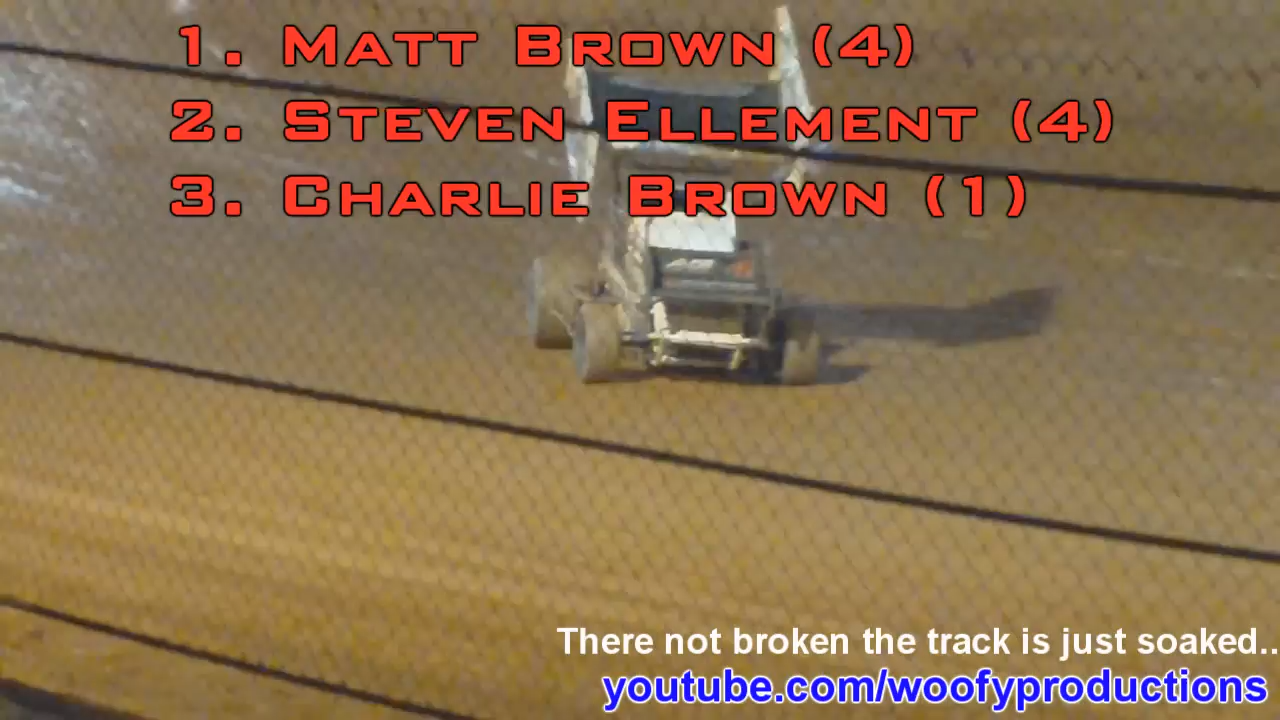 1. Matt Brown (4)
2. Steven Ellement (4)
3. Charlie Brown (1)
There not broken the track is just soaked..
youtube.com/woofyproductions